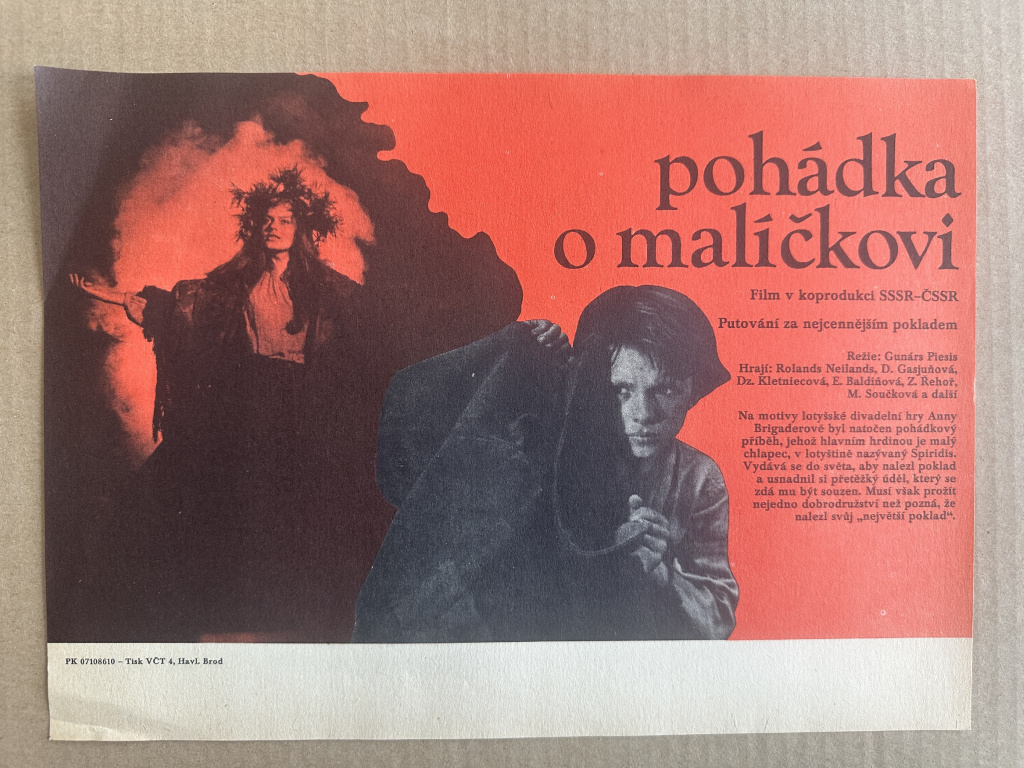 pohádka
o malíčkovi
Film v koprodukci SSSR–ČSSR
Putování za nejcennějším pokladem
Režie: Gunárs Piesis
Hrají: Rolands Neilands, D. Gasjuňová,
Dz. Kletniecová, E. Baldiňová, Z. Řehoř,
M. Součková a další
Na motivy lotyšské divadelní hry Anny
Brigaderové byl natočen pohádkový
příběh, jehož hlavním hrdinou je malý
chlapec, v lotyštině nazývaný Spiridis.
Vydává se do světa, aby nalezl poklad
a usnadnil si přetěžký úděl, který se
zdá mu být souzen. Musí však prožít
nejedno dobrodružství než pozná, že
nalezl svůj „největší poklad“.
PK 07108610 – Tisk VČT 4, Havl. Brod